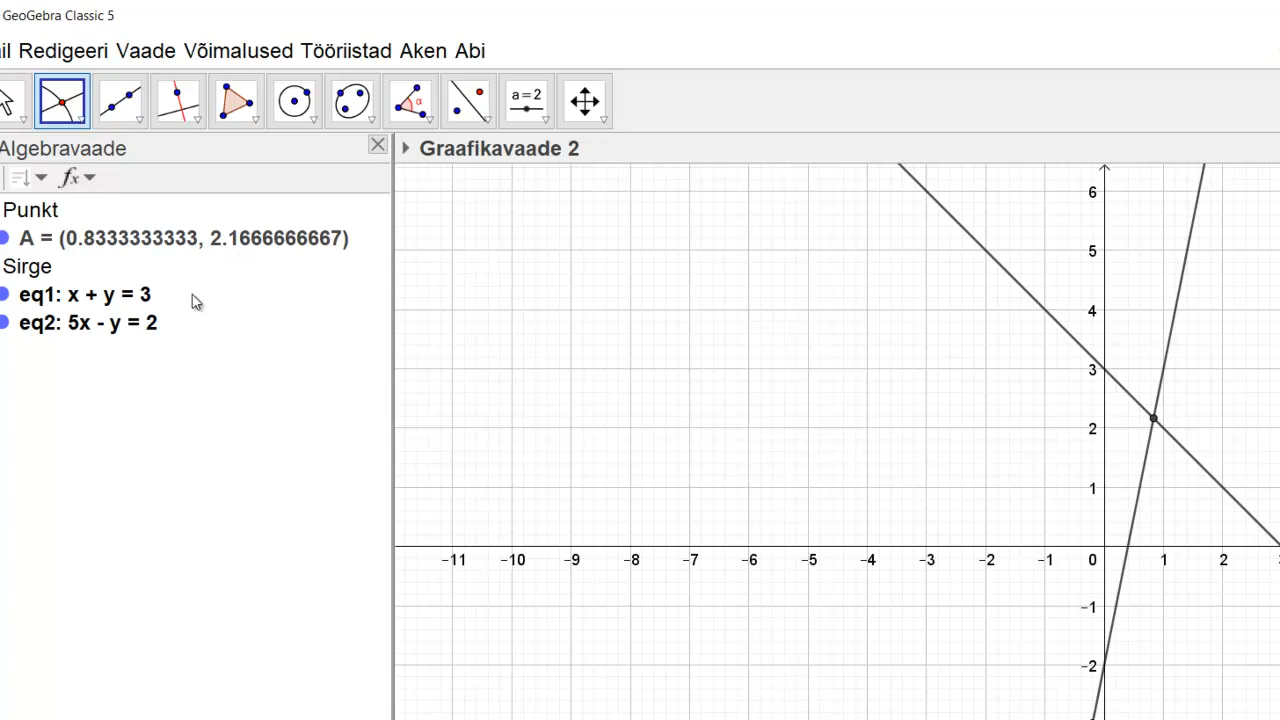 GeoGebra Classic 5
il Redigeeri Vaade Võimalused Tööriistad Aken Abi
α
a = 2
Algebravaade
Graafikavaade 2
fx
Punkt
A = (0.8333333333, 2.1666666667)
Sirge
eq1: x + y = 3
eq2: 5x - y = 2
6
5
4
3
2
1
-11 -10 -9 -8 -7 -6 -5 -4 -3 -2 -1 0 1 2
-1
-2